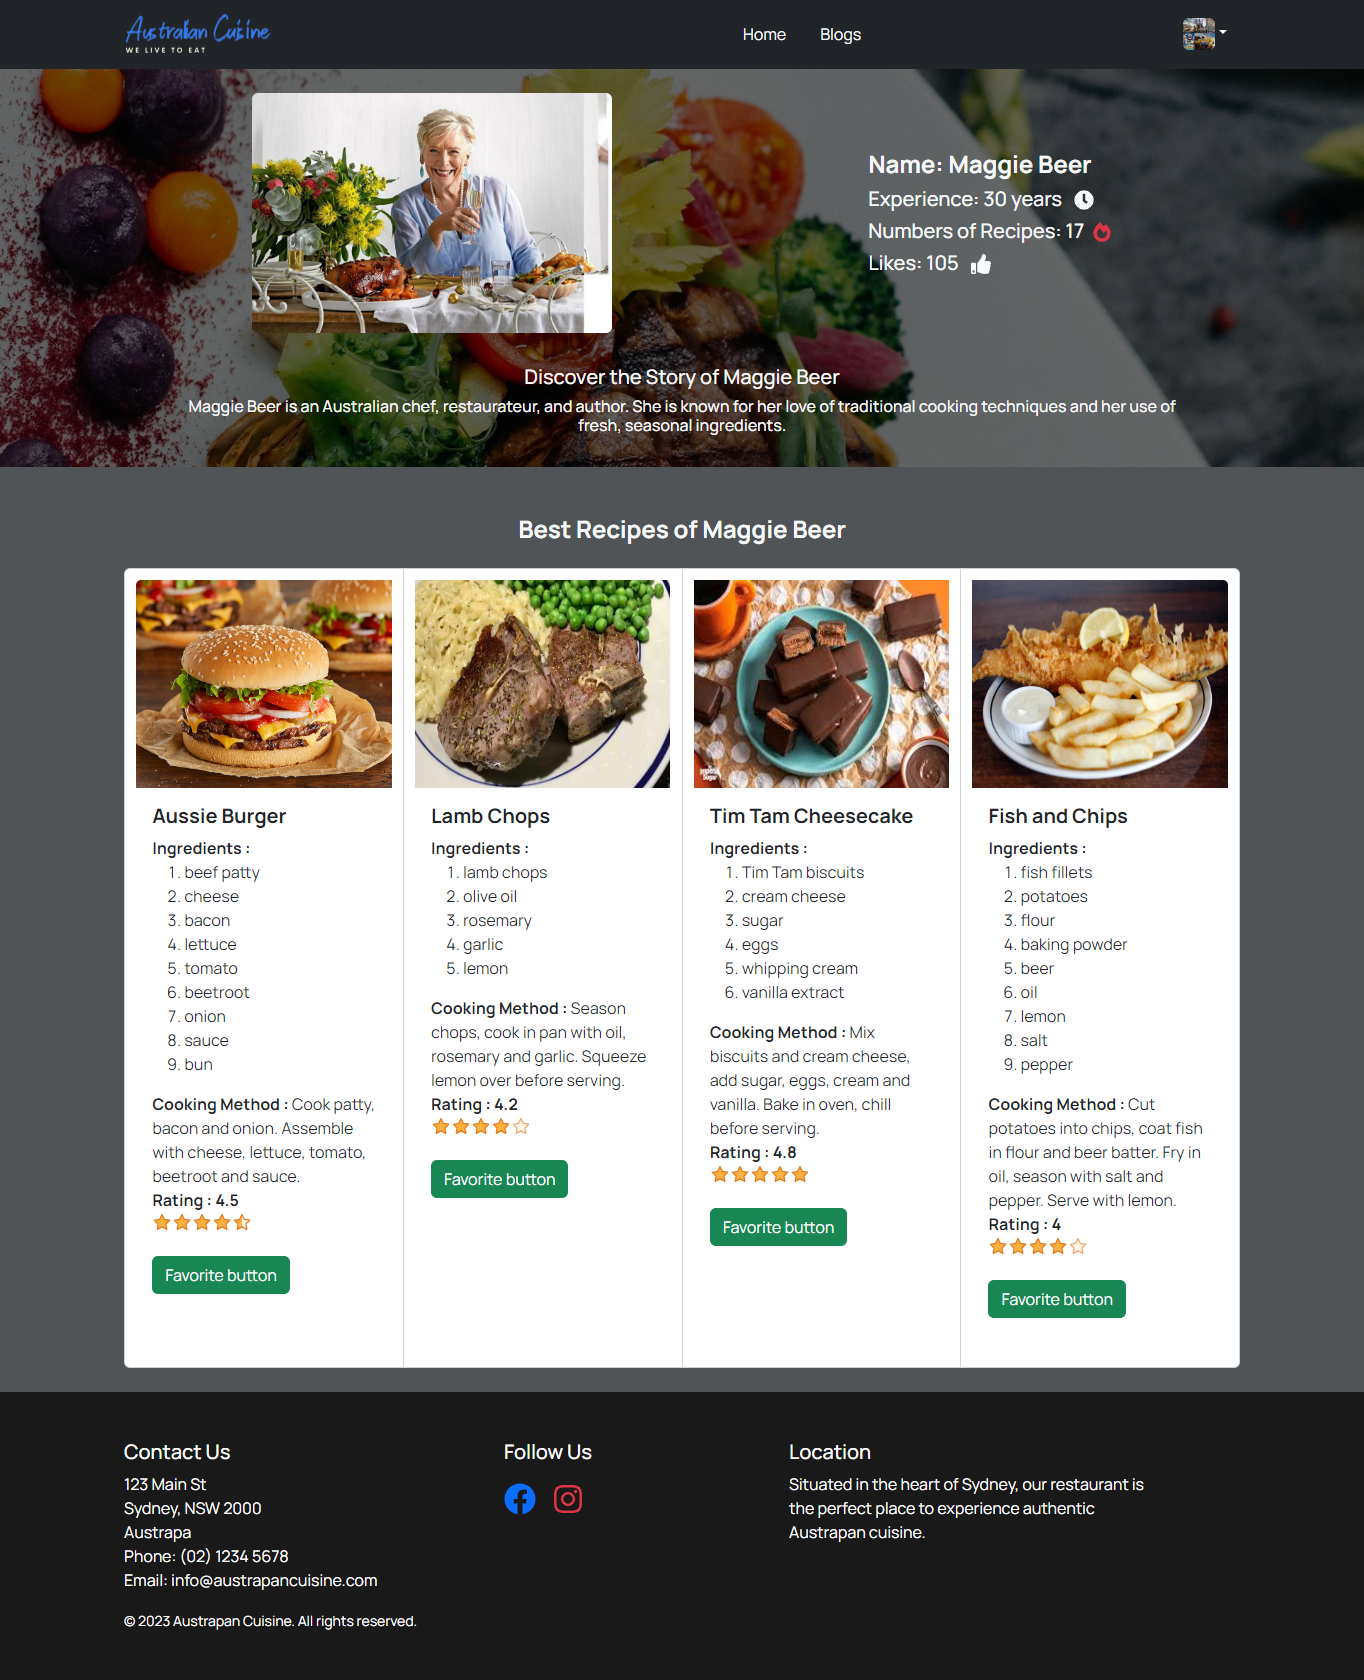 Australian Cuisine
WE LIVE TO EAT
Home
Blogs
Name: Maggie Beer
Experience: 30 years
Numbers of Recipes: 17
Likes: 105
Discover the Story of Maggie Beer
Maggie Beer is an Australian chef, restaurateur, and author. She is known for her love of traditional cooking techniques and her use of
fresh, seasonal ingredients.
Best Recipes of Maggie Beer
Aussie Burger
Ingredients :
1. beef patty
2. cheese
3. bacon
4. lettuce
5. tomato
6. beetroot
7. onion
8. sauce
9. bun
Cooking Method : Cook patty,
bacon and onion. Assemble
with cheese, lettuce, tomato,
beetroot and sauce.
Rating : 4.5
Favorite button
Lamb Chops
Ingredients :
1. lamb chops
2. olive oil
3. rosemary
4. garlic
5. lemon
Cooking Method : Season
chops, cook in pan with oil,
rosemary and garlic. Squeeze
lemon over before serving.
Rating : 4.2
Favorite button
Imperial
Sugar
Tim Tam Cheesecake
Ingredients :
1. Tim Tam biscuits
2. cream cheese
3. sugar
4. eggs
5. whipping cream
6. vanilla extract
Cooking Method : Mix
biscuits and cream cheese,
add sugar, eggs, cream and
vanilla. Bake in oven, chill
before serving.
Rating : 4.8
Favorite button
Fish and Chips
Ingredients :
1. fish fillets
2. potatoes
3. flour
4. baking powder
5. beer
6. oil
7. lemon
8. salt
9. pepper
Cooking Method : Cut
potatoes into chips, coat fish
in flour and beer batter. Fry in
oil, season with salt and
pepper. Serve with lemon.
Rating : 4
Favorite button
Contact Us
123 Main St
Sydney, NSW 2000
Austrapa
Phone: (02) 1234 5678
Email: info@austrapancuisine.com
© 2023 Austrapan Cuisine. All rights reserved.
Follow Us
Location
Situated in the heart of Sydney, our restaurant is
the perfect place to experience authentic
Austrapan cuisine.